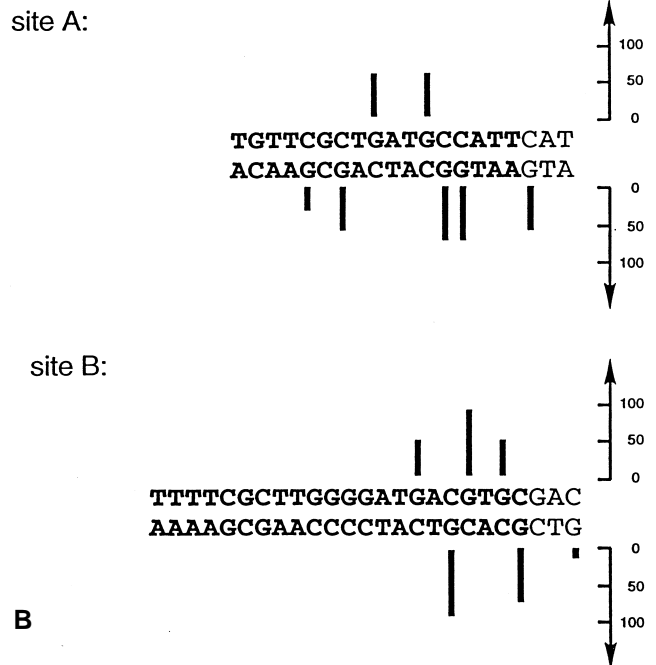 site A:
100
50
0
TGTTCGCTGATGCCATTCAT
ACAAGCGACTACGGTAAGTA
0
50
100
site B:
100
50
0
TTTTCGCTTGGGGATGACGTGCGAC
AAAAGCGAACCCCTACTGCACGCTG
0
50
100
B